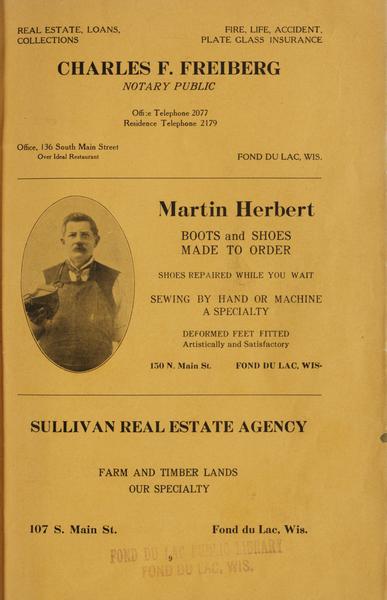 REAL ESTATE, LOANS,
COLLECTIONS
FIRE, LIFE, ACCIDENT,
PLATE GLASS INSURANCE
CHARLES F. FREIBERG
NOTARY PUBLIC
Office Telephone 2077
Residence Telephone 2179
Office, 136 South Main Street
Over Ideal Restaurant
FOND DU LAC, WIS.
Martin Herbert
BOOTS and SHOES
MADE TO ORDER
SHOES REPAIRED WHILE YOU WAIT
SEWING BY HAND OR MACHINE
A SPECIALTY
DEFORMED FEET FITTED
Artistically and Satisfactory
150 N. Main St. FOND DU LAC, WIS.
SULLIVAN REAL ESTATE AGENCY
FARM AND TIMBER LANDS
OUR SPECIALTY
107 S. Main St. Fond du Lac, Wis.
FOND DU LAC PUBLIC LIBRARY
FOND DU LAC, WIS.
9